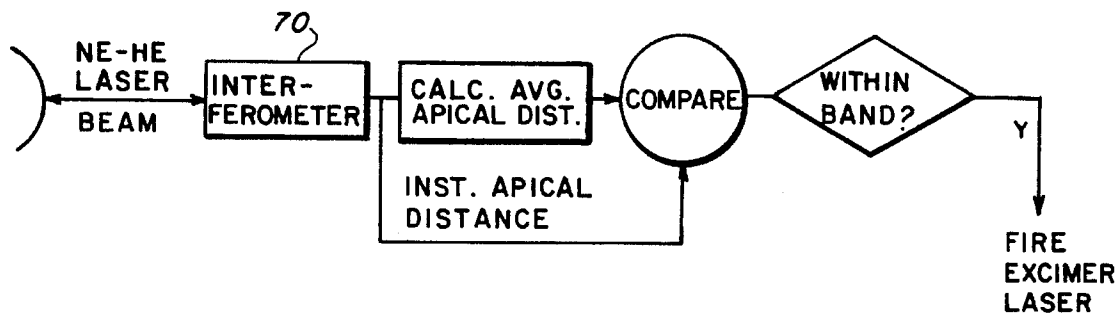 70
NE-HE
LASER
BEAM
INTER-
FEROMETER
CALC. AVG.
APICAL DIST.
INST. APICAL
DISTANCE
COMPARE
WITHIN
BAND?
Y
FIRE
EXCIMER
LASER